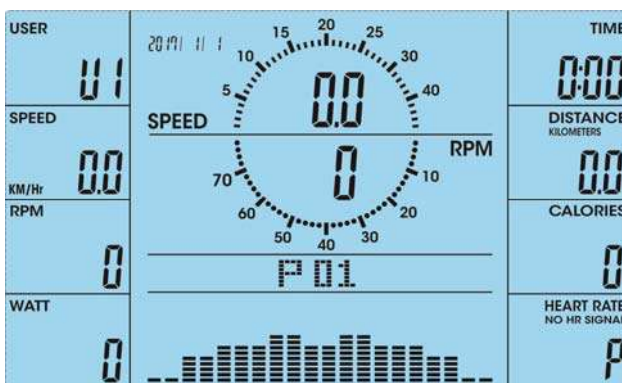 USER
U1
SPEED
KM/Hr 0.0
RPM
0
WATT
0
2017/ 1/ 1
5 10 15 20 25 30 40
0.0
SPEED
RPM
0
70 60 50 40 30 20 10
P 01
TIME
0:00
DISTANCE
KILOMETERS
0.0
CALORIES
0
HEART RATE
NO HR SIGNAL
P